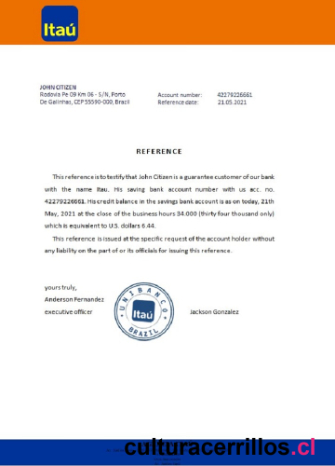 Itaú
JOHN CITIZEN
Rodovia Pe 09 Km 06 - S/N, Porto
De Galinhas, CEP 55590-000, Brazil
Account number: 42279226661
Reference date: 21.05.2021
REFERENCE
This reference is to testify that John Citizen is a guarantee customer of our bank
with the name Itau. His saving bank account number with us acc. no.
42279226661. His credit balance in the savings bank account is as on today, 21th
May, 2021 at the close of the business hours 34.000 (thirty four thousand only)
which is equivalent to U.S. dollars 6.44.
This reference is issued at the specific request of the account holder without
any liability on the part of or its officials for issuing this reference.
yours truly,
Anderson Fernandez
executive officer
UNIBANCO
Itaú
BRAZIL
Jackson Gonzalez
culturacerrillos.cl